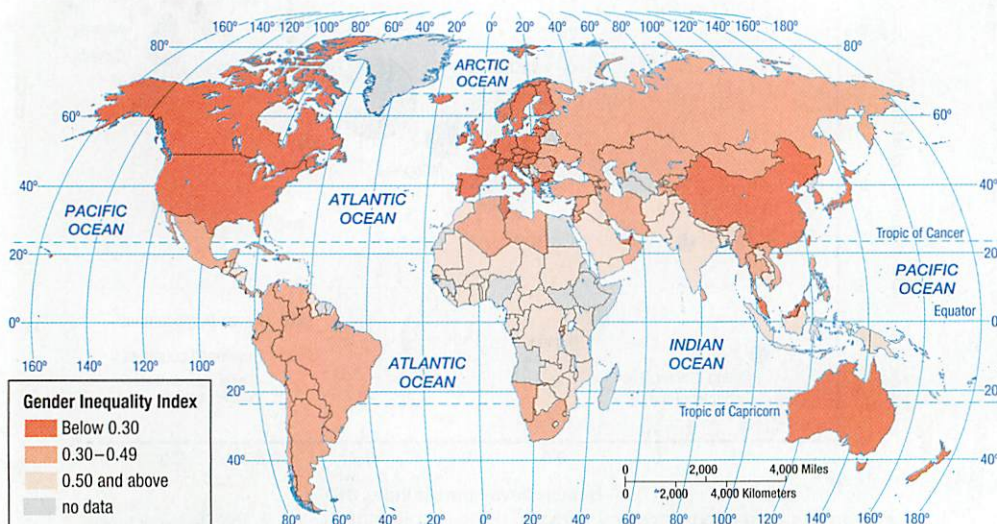 160° 140° 120° 100° 80° 60° 40° 20° 0° 20° 40° 60° 80° 100° 120° 140° 160°
80° 80°
ARCTIC
OCEAN
60° 60°
40° 40°
PACIFIC
OCEAN
ATLANTIC
OCEAN
Tropic of Cancer
20° 20°
PACIFIC
OCEAN
Equator
0° 0°
INDIAN
OCEAN
160° 140° 120° 100°
ATLANTIC
OCEAN
20° 20°
Tropic of Capricorn
Gender Inequality Index
Below 0.30
0.30–0.49
0.50 and above
no data
0 2,000 4,000 Miles
0 2,000 4,000 Kilometers
40° 40°
80° 60° 40° 20° 0° 20° 40° 60° 80° 100° 120° 140° 160° 180°